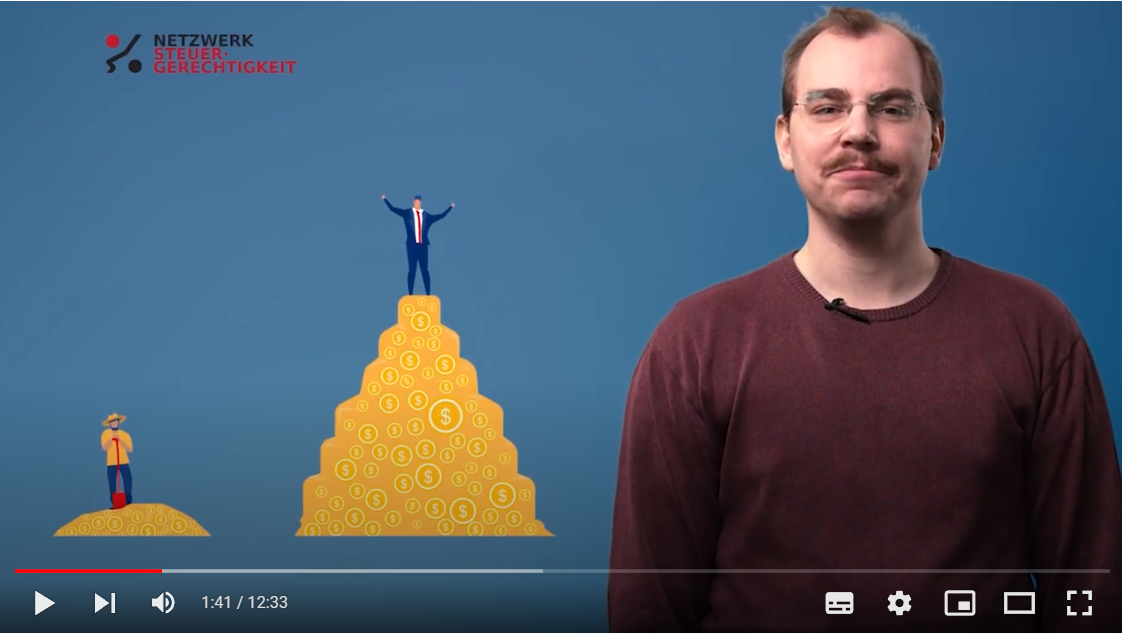 NETZWERK
STEUER-
GERECHTIGKEIT
1:41 / 12:33